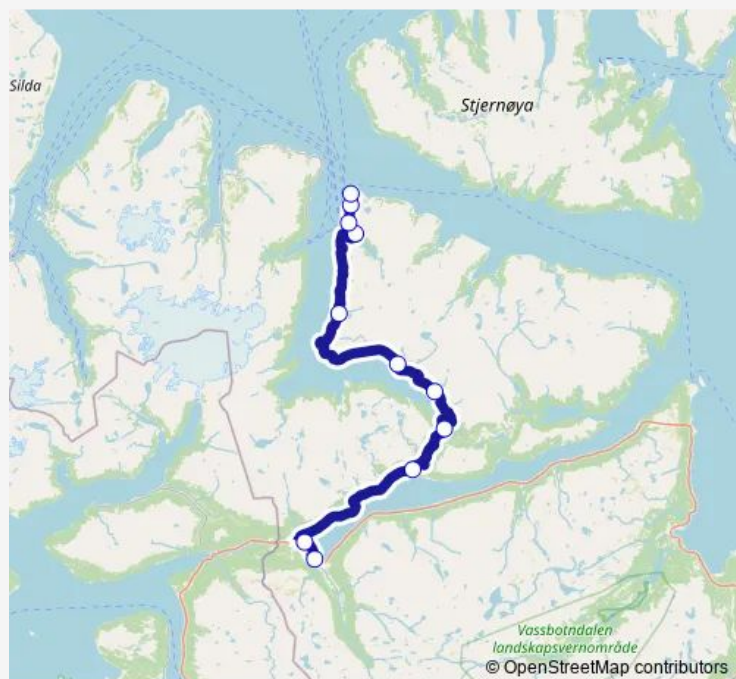 Silda
Stjernøya
Vassbotndalen
landskapsvernområde
© OpenStreetMap contributors